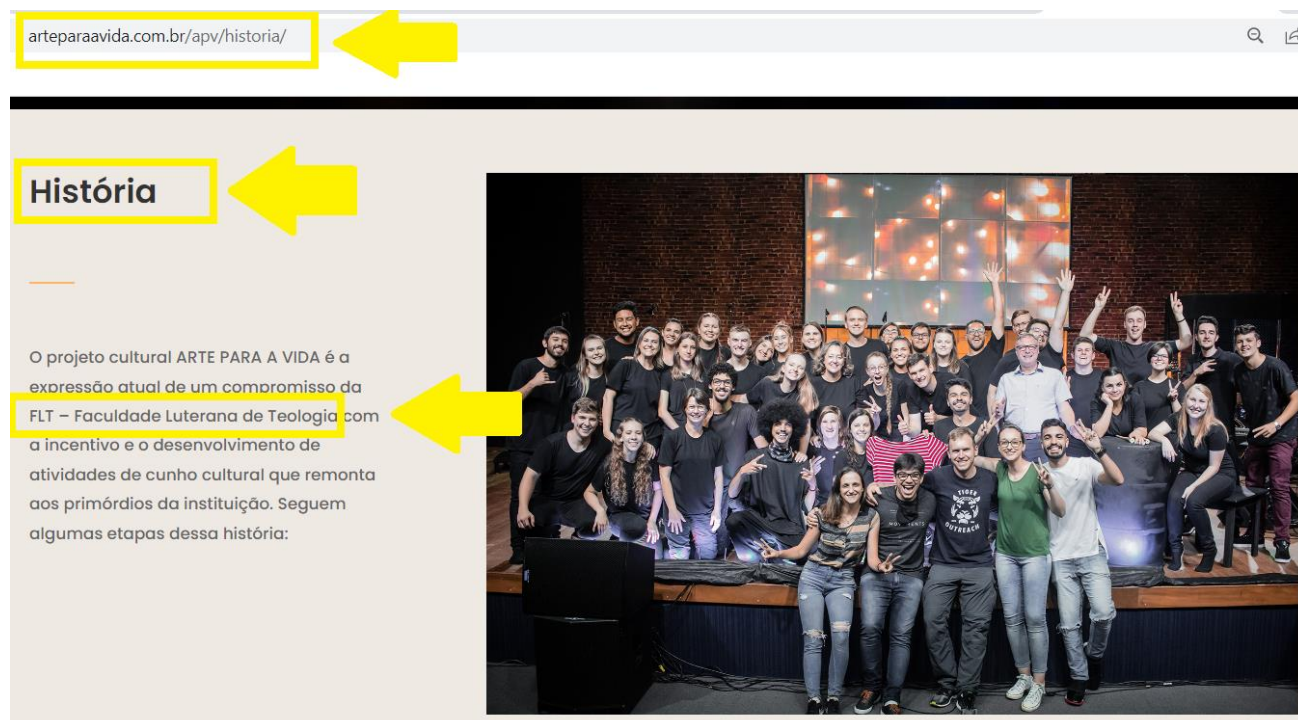 arteparaavida.com.br/apv/historia/
História
O projeto cultural ARTE PARA A VIDA é a
expressão atual de um compromisso da
FLT – Faculdade Luterana de Teologia com
a incentivo e o desenvolvimento de
atividades de cunho cultural que remonta
aos primórdios da instituição. Seguem
algumas etapas dessa história:
TIGER
OUTREACH